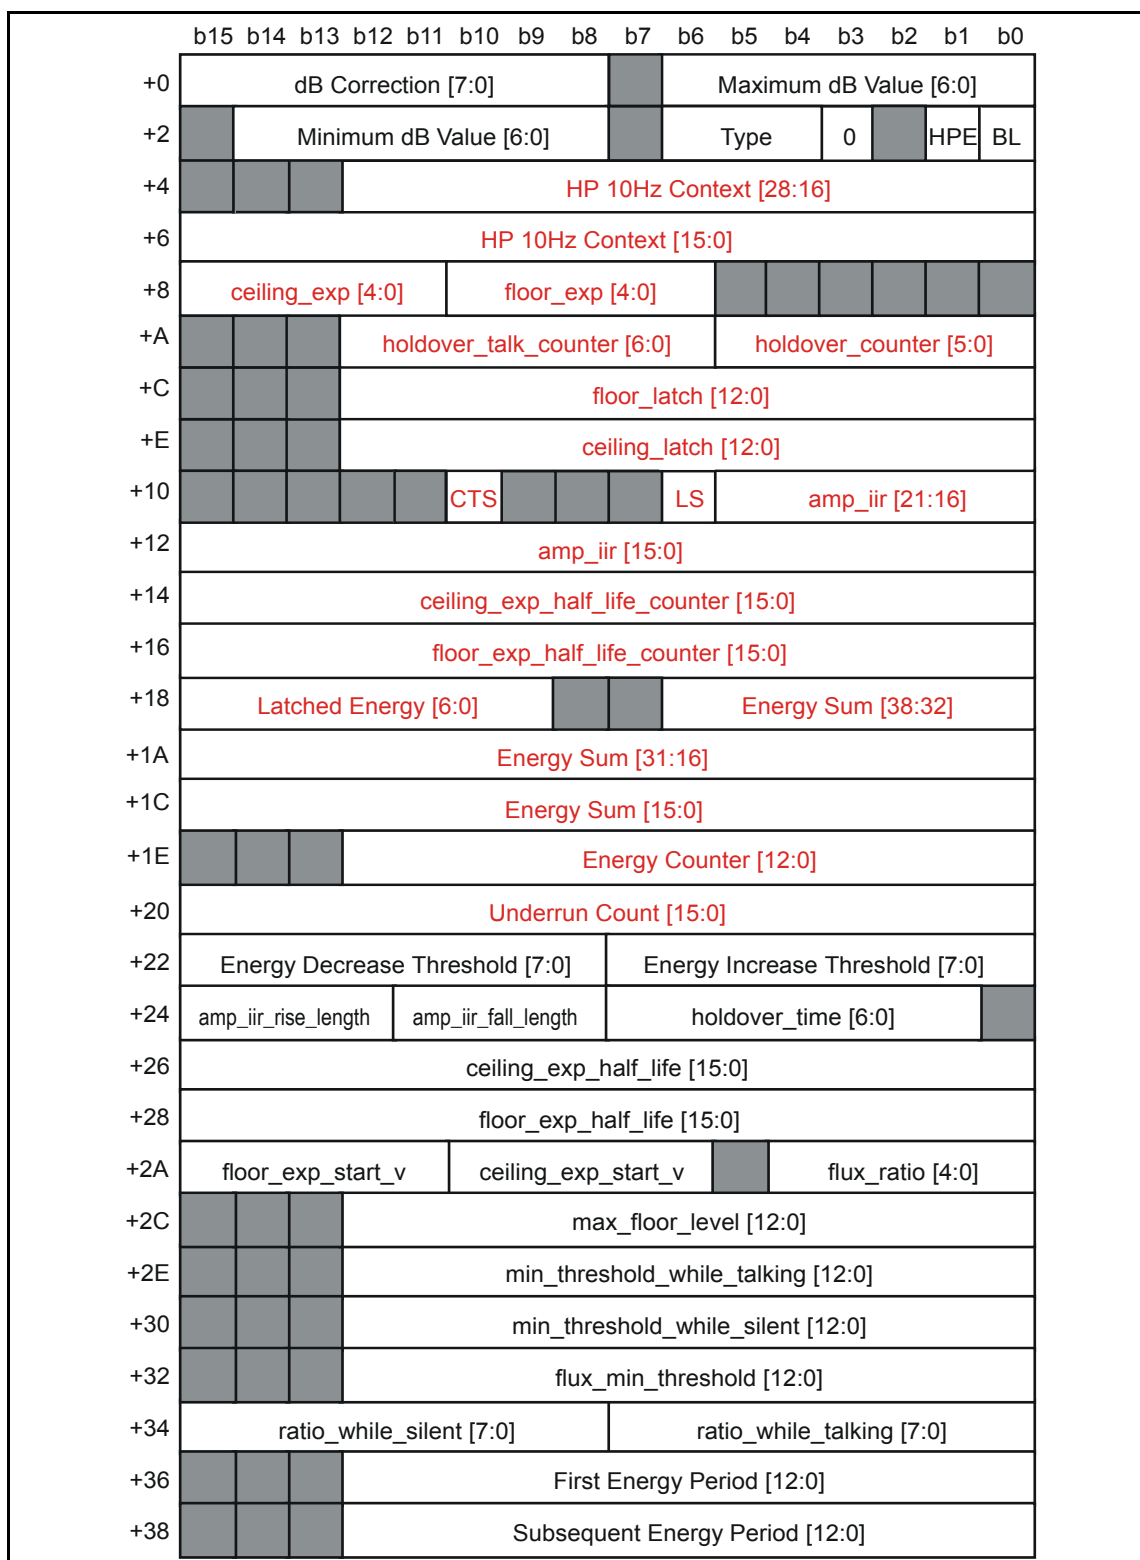 b15 b14 b13 b12 b11 b10 b9 b8 b7 b6 b5 b4 b3 b2 b1 b0
+0 dB Correction [7:0] Maximum dB Value [6:0]
+2 Minimum dB Value [6:0] Type 0 HPE BL
+4 HP 10Hz Context [28:16]
+6 HP 10Hz Context [15:0]
+8 ceiling_exp [4:0] floor_exp [4:0]
+A holdover_talk_counter [6:0] holdover_counter [5:0]
+C floor_latch [12:0]
+E ceiling_latch [12:0]
+10 CTS LS amp_iir [21:16]
+12 amp_iir [15:0]
+14 ceiling_exp_half_life_counter [15:0]
+16 floor_exp_half_life_counter [15:0]
+18 Latched Energy [6:0] Energy Sum [38:32]
+1A Energy Sum [31:16]
+1C Energy Sum [15:0]
+1E Energy Counter [12:0]
+20 Underrun Count [15:0]
+22 Energy Decrease Threshold [7:0] Energy Increase Threshold [7:0]
+24 amp_iir_rise_length amp_iir_fall_length holdover_time [6:0]
+26 ceiling_exp_half_life [15:0]
+28 floor_exp_half_life [15:0]
+2A floor_exp_start_v ceiling_exp_start_v flux_ratio [4:0]
+2C max_floor_level [12:0]
+2E min_threshold_while_talking [12:0]
+30 min_threshold_while_silent [12:0]
+32 flux_min_threshold [12:0]
+34 ratio_while_silent [7:0] ratio_while_talking [7:0]
+36 First Energy Period [12:0]
+38 Subsequent Energy Period [12:0]